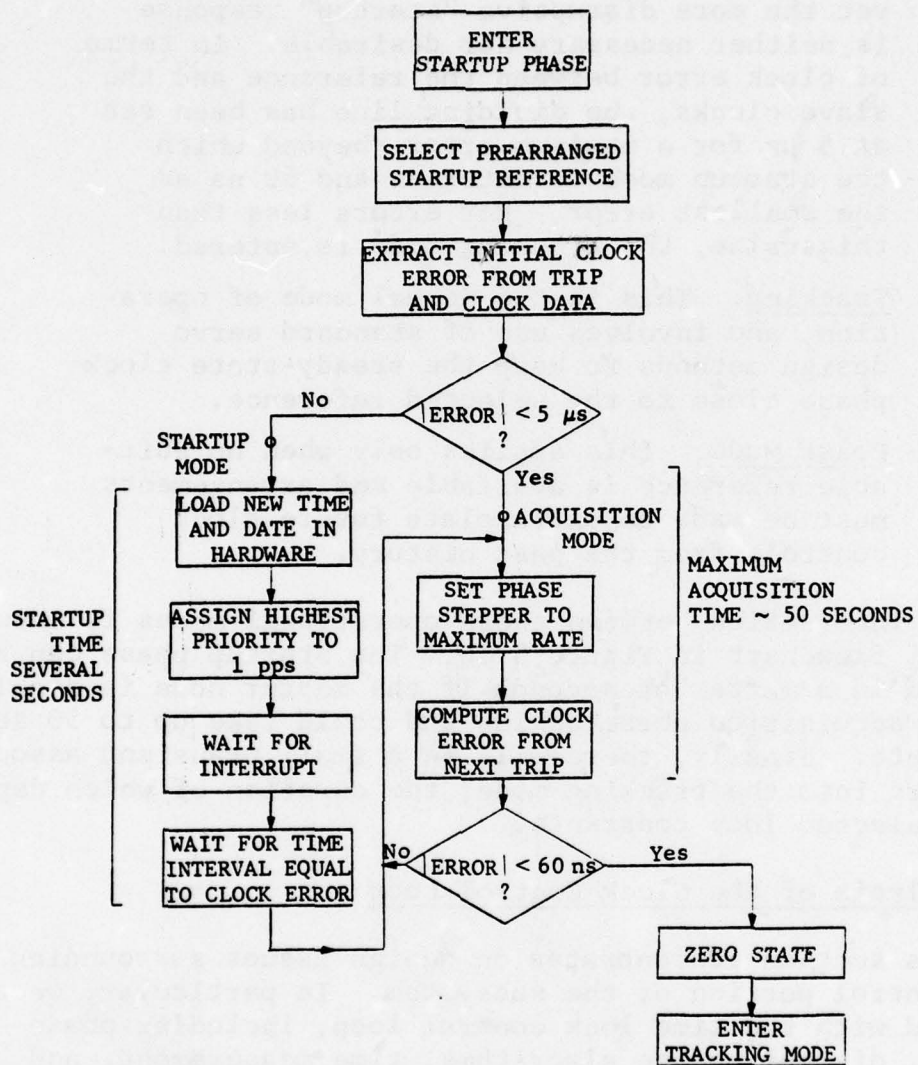 ENTER
STARTUP PHASE
SELECT PREARRANGED
STARTUP REFERENCE
EXTRACT INITIAL CLOCK
ERROR FROM TRIP
AND CLOCK DATA
|ERROR| < 5 μs
?
No
Yes
STARTUP
MODE
ACQUISITION
MODE
LOAD NEW TIME
AND DATE IN
HARDWARE
ASSIGN HIGHEST
PRIORITY TO
1 pps
WAIT FOR
INTERRUPT
WAIT FOR TIME
INTERVAL EQUAL
TO CLOCK ERROR
STARTUP
TIME
SEVERAL
SECONDS
SET PHASE
STEPPER TO
MAXIMUM RATE
COMPUTE CLOCK
ERROR FROM
NEXT TRIP
MAXIMUM
ACQUISITION
TIME ~ 50 SECONDS
No
|ERROR| < 60 ns
?
Yes
ZERO STATE
ENTER
TRACKING MODE